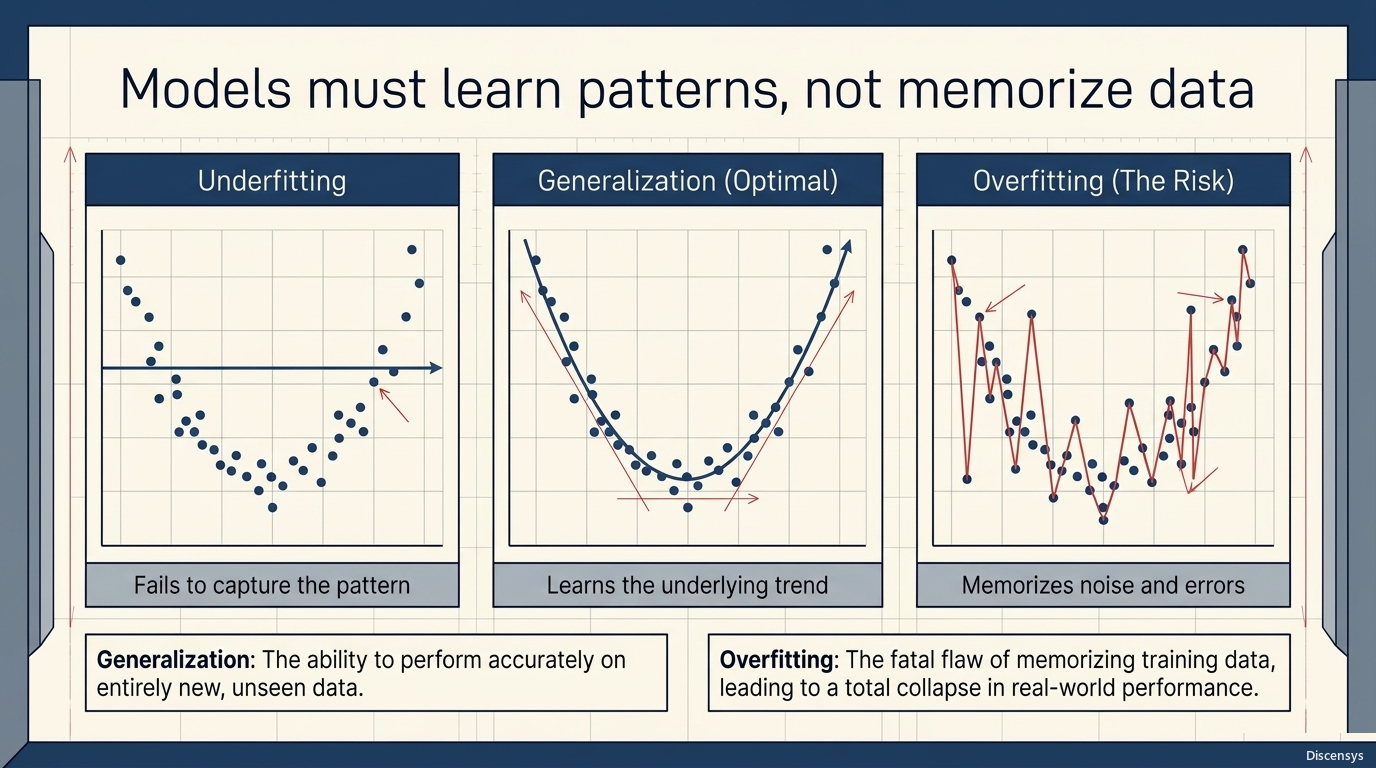 Models must learn patterns, not memorize data
Underfitting
Generalization (Optimal)
Overfitting (The Risk)
Fails to capture the pattern
Learns the underlying trend
Memorizes noise and errors
Generalization: The ability to perform accurately on
entirely new, unseen data.
Overfitting: The fatal flaw of memorizing training data,
leading to a total collapse in real-world performance.
Discensys